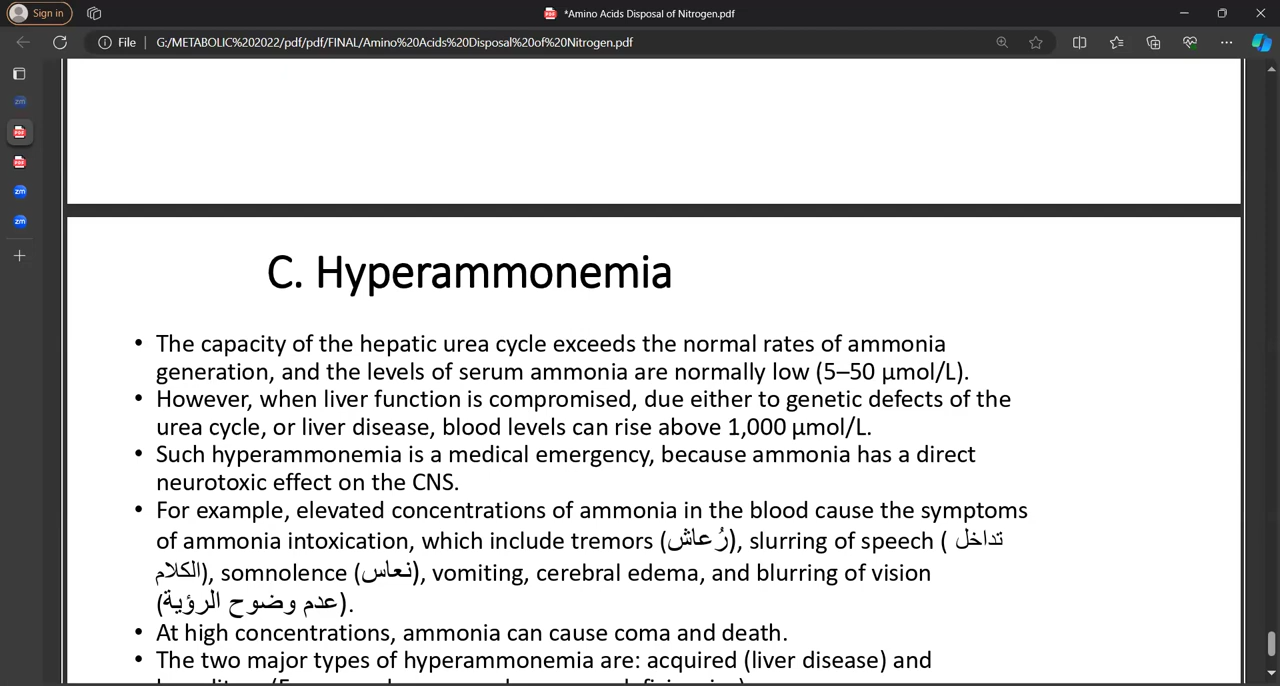 Sign in
*Amino Acids Disposal of Nitrogen.pdf
File
G:/METABOLIC%202022/pdf/pdf/FINAL/Amino%20Acids%20Disposal%20of%20Nitrogen.pdf
C. Hyperammonemia
• The capacity of the hepatic urea cycle exceeds the normal rates of ammonia
generation, and the levels of serum ammonia are normally low (5–50 µmol/L).
• However, when liver function is compromised, due either to genetic defects of the
urea cycle, or liver disease, blood levels can rise above 1,000 µmol/L.
• Such hyperammonemia is a medical emergency, because ammonia has a direct
neurotoxic effect on the CNS.
• For example, elevated concentrations of ammonia in the blood cause the symptoms
of ammonia intoxication, which include tremors (رُعاش), slurring of speech ( تداخل
الكلام), somnolence (نعاس), vomiting, cerebral edema, and blurring of vision
(عدم وضوح الرؤية).
• At high concentrations, ammonia can cause coma and death.
• The two major types of hyperammonemia are: acquired (liver disease) and